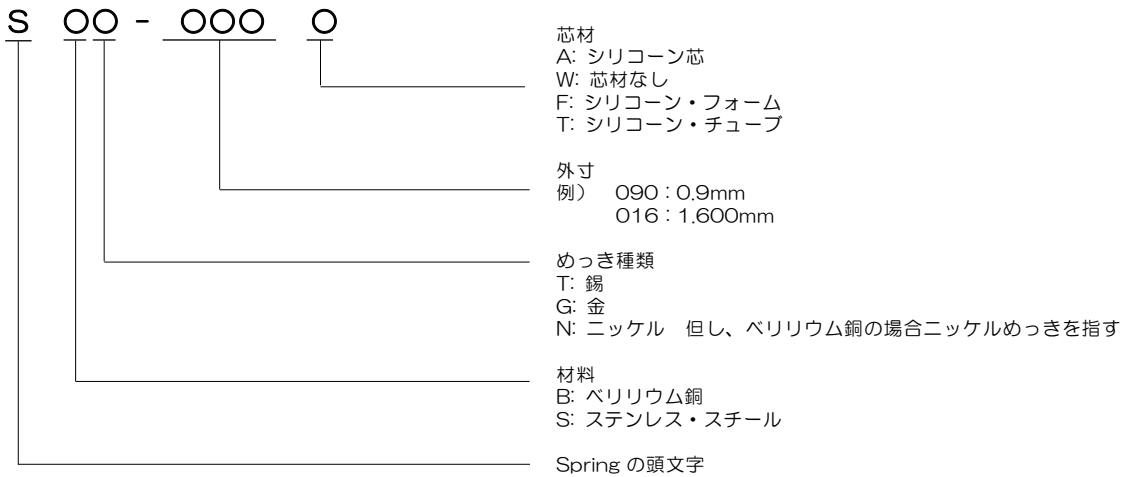 S ○○- ○○○ ○
芯材
A: シリコーン芯
W: 芯材なし
F: シリコーン・フォーム
T: シリコーン・チューブ
外寸
例） 090：0.9mm
016：1.600mm
めっき種類
T: 錫
G: 金
N: ニッケル 但し、ベリリウム銅の場合ニッケルめっきを指す
材料
B: ベリリウム銅
S: ステンレス・スチール
Spring の頭文字